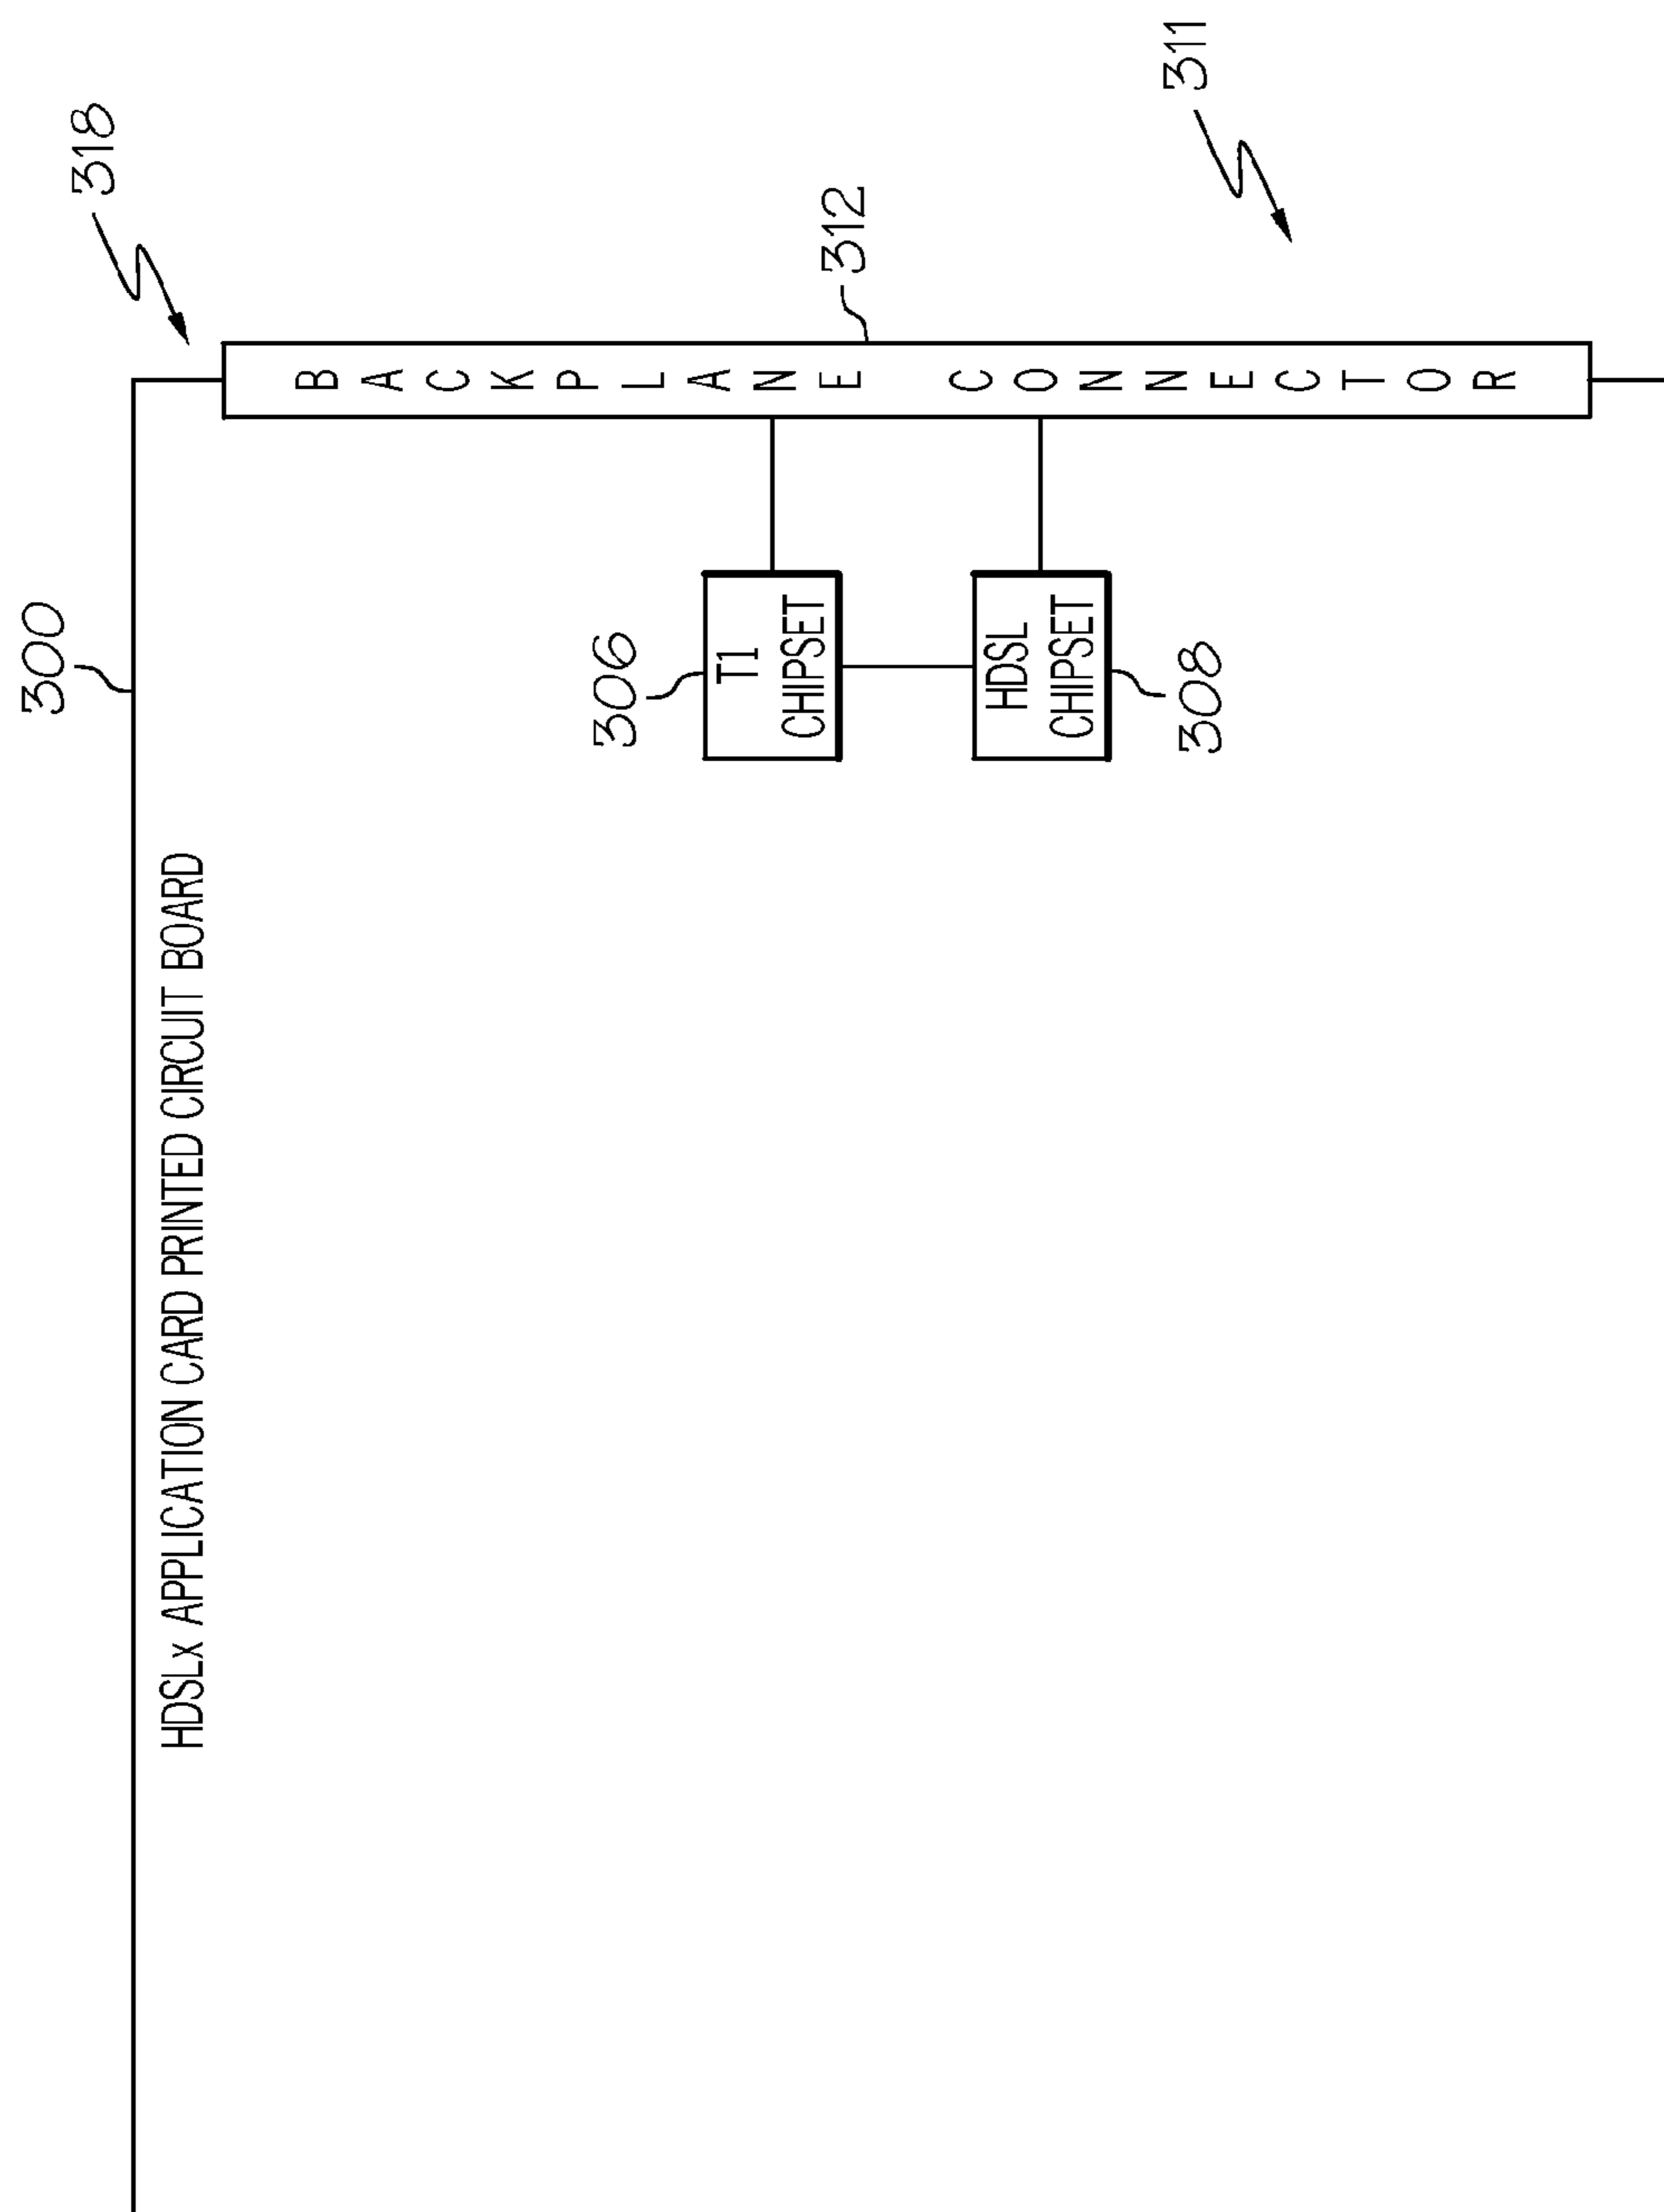 300
318
HDSLx APPLICATION CARD PRINTED CIRCUIT BOARD
306
T1
CHIPSET
312
BACKPLANE CONNECTOR
HDSL
CHIPSET
308
311